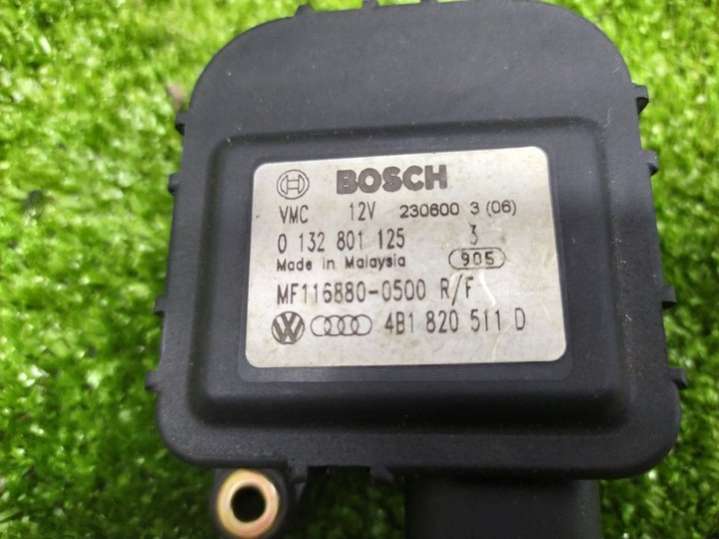 BOSCH
VMC 12V 230600 3 (06)
0 132 801 125 3
Made in Malaysia 905
MF116880-0500 R/F
4B1 820 511 D